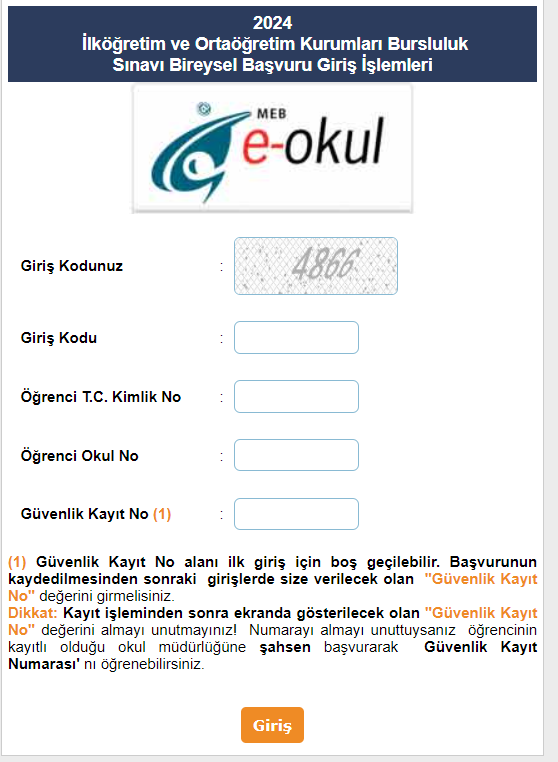 2024
İlköğretim ve Ortaöğretim Kurumları Bursluluk
Sınavı Bireysel Başvuru Giriş İşlemleri
MEB
e-okul
Giriş Kodunuz : 4866
Giriş Kodu :
Öğrenci T.C. Kimlik No :
Öğrenci Okul No :
Güvenlik Kayıt No (1) :
(1) Güvenlik Kayıt No alanı ilk giriş için boş geçilebilir. Başvurunun
kaydedilmesinden sonraki girişlerde size verilecek olan "Güvenlik Kayıt
No" değerini girmelisiniz.
Dikkat: Kayıt işleminden sonra ekranda gösterilecek olan "Güvenlik Kayıt
No" değerini almayı unutmayınız! Numarayı almayı unuttuysanız öğrencinin
kayıtlı olduğu okul müdürlüğüne şahsen başvurarak Güvenlik Kayıt
Numarası' nı öğrenebilirsiniz.
Giriş